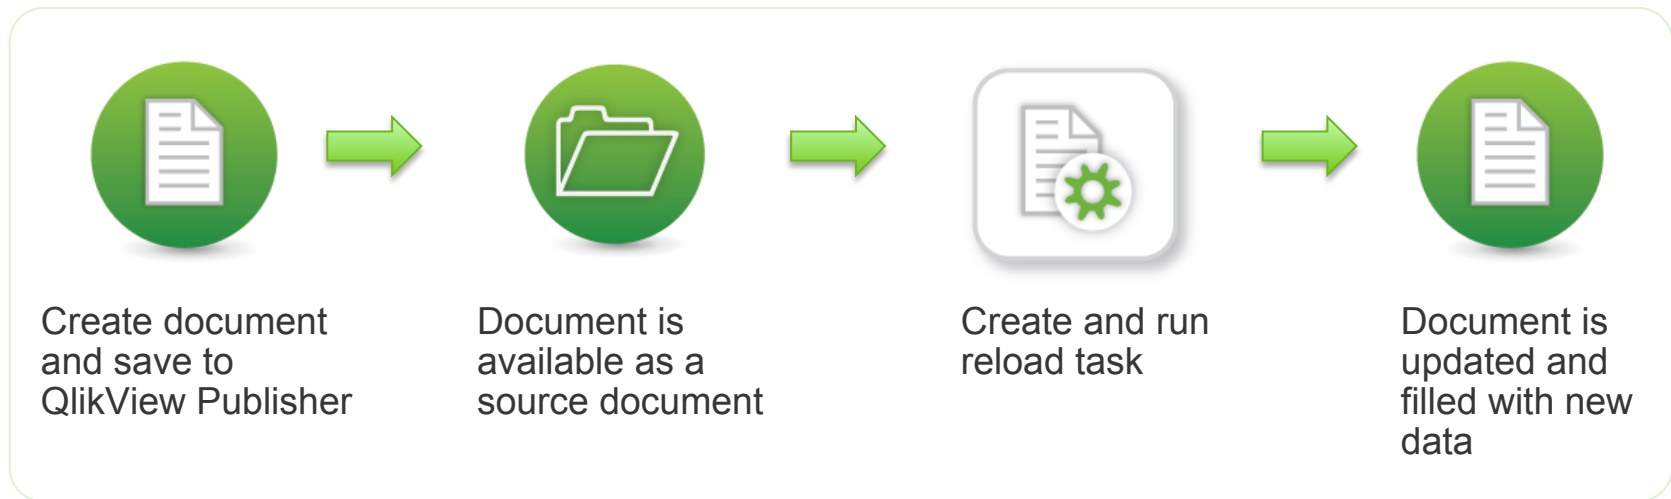 Create document
and save to
QlikView Publisher
Document is
available as a
source document
Create and run
reload task
Document is
updated and
filled with new
data